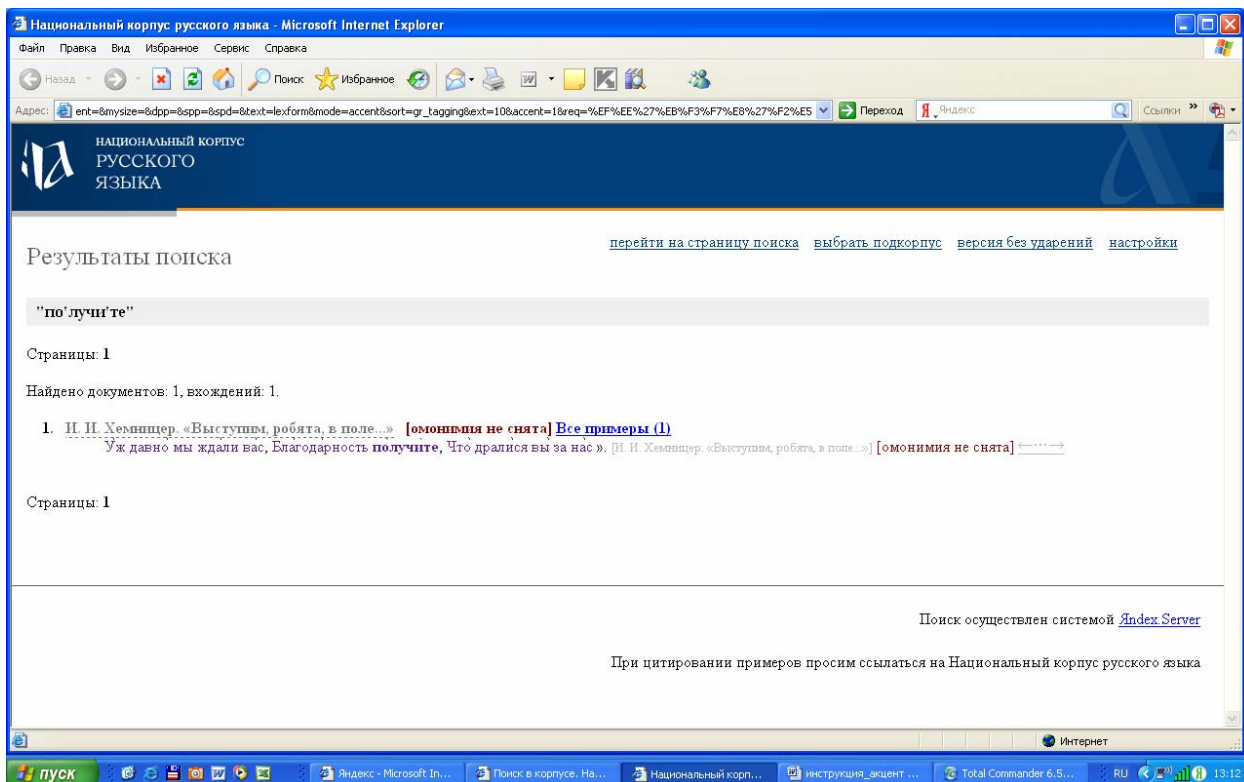 Национальный корпус русского языка - Microsoft Internet Explorer
Файл Правка Вид Избранное Сервис Справка
Назад Поиск Избранное
Адрес: ent=&mysize=&dpp=&spp=&spd=&text=lexform&mode=accent&sort=gr_tagging&ext=10&accent=1&req=%EF%EE%27%EB%F3%F7%E8%27%F2%E5 Переход Яндекс Ссылки »
НАЦИОНАЛЬНЫЙ КОРПУС
РУССКОГО
ЯЗЫКА
перейти на страницу поиска выбрать подкорпус версия без ударений настройки
Результаты поиска
"по'лучи'те"
Страницы: 1
Найдено документов: 1, вхождений: 1.
1. И. И. Хемницер. «Выступим, робята, в поле...» [омонимия не снята] Все примеры (1)
Уж давно мы ждали вас, Благодарность получите, Что дралися вы за нас ». [И. И. Хемницер. «Выступим, робята, в поле...»] [омонимия не снята] ←···→
Страницы: 1
Поиск осуществлен системой Яndex.Server
При цитировании примеров просим ссылаться на Национальный корпус русского языка
Интернет
пуск Яндекс - Microsoft In... Поиск в корпусе. На... Национальный корп... инструкция_акцент ... Total Commander 6.5... RU 13:12